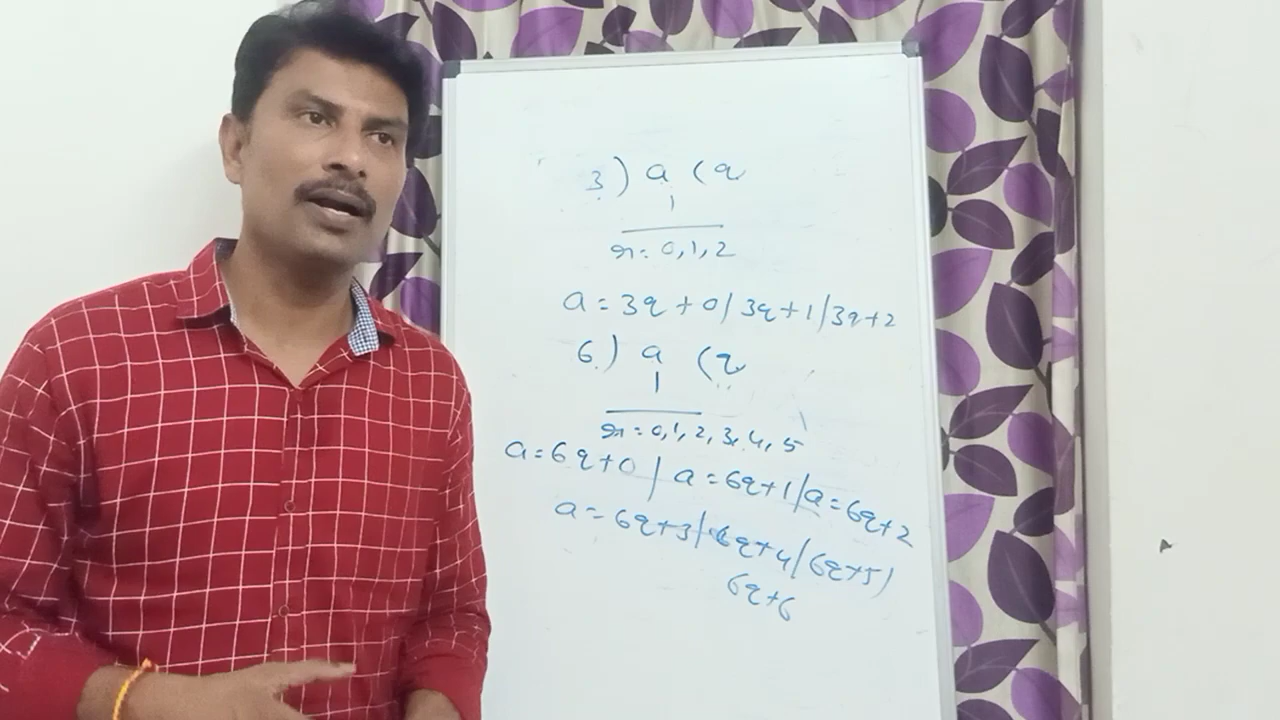 3) a (q
1
r = 0, 1, 2
a = 3q + 0 / 3q + 1 / 3q + 2
6) a (q
1
r = 0, 1, 2, 3, 4, 5
a = 6q + 0 / a = 6q + 1 / a = 6q + 2
a = 6q + 3 / 6q + 4 / 6q + 5 /
6q + 6